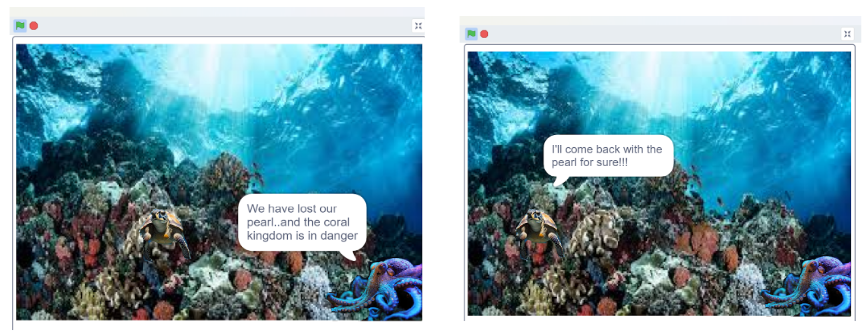 We have lost our
pearl..and the coral
kingdom is in danger
I'll come back with the
pearl for sure!!!